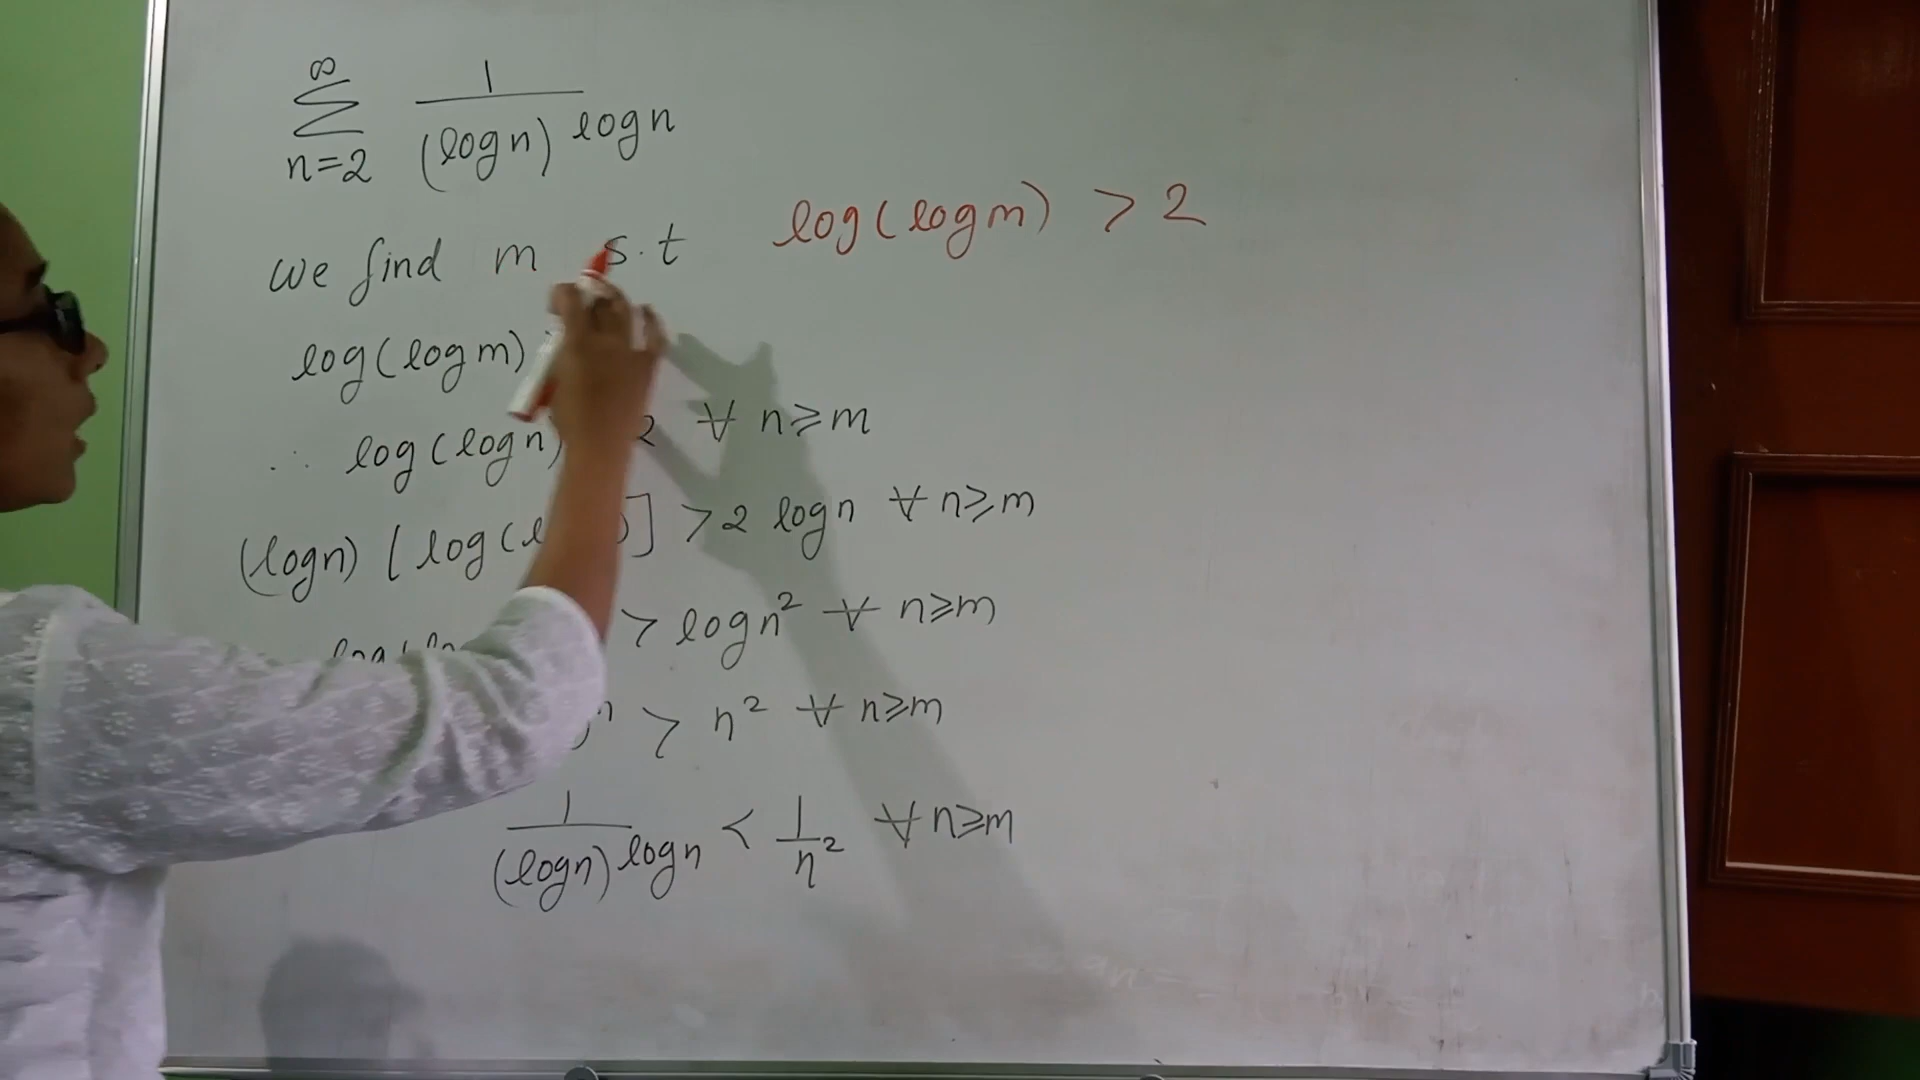 ∞
Σ 1/(log n)^log n
n=2
we find m s.t
log(log m) > 2
log(log m)
∴ log(log n) 2 ∀ n≥m
(log n) [log( ] > 2 log n ∀ n≥m
> log n² ∀ n≥m
> n² ∀ n≥m
1/(log n)^log n < 1/n² ∀ n≥m